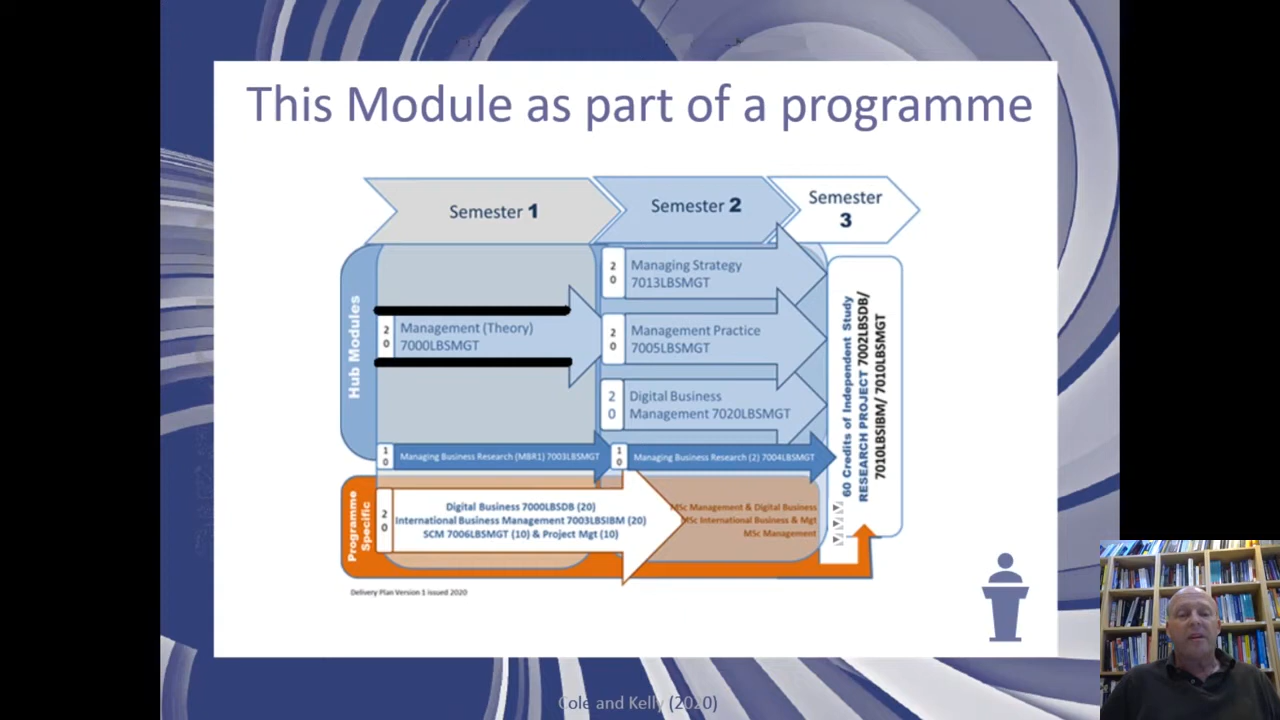 This Module as part of a programme
Semester 1
Semester 2
Semester
3
Hub Modules
20
Management (Theory)
7000LBSMGT
20
Managing Strategy
7013LBSMGT
20
Management Practice
7005LBSMGT
20
Digital Business
Management 7020LBSMGT
10
Managing Business Research (MBR1) 7003LBSMGT
10
Managing Business Research (2) 7004LBSMGT
60 Credits of Independent Study
RESEARCH PROJECT 7002LBSDB/
7010LBSIBM/ 7010LBSMGT
Programme
Specific
20
Digital Business 7000LBSDB (20)
International Business Management 7003LBSIBM (20)
SCM 7006LBSMGT (10) & Project Mgt (10)
MSc Management & Digital Business
MSc International Business & Mgt
MSc Management
Delivery Plan Version 1 issued 2020
Cole and Kelly (2020)